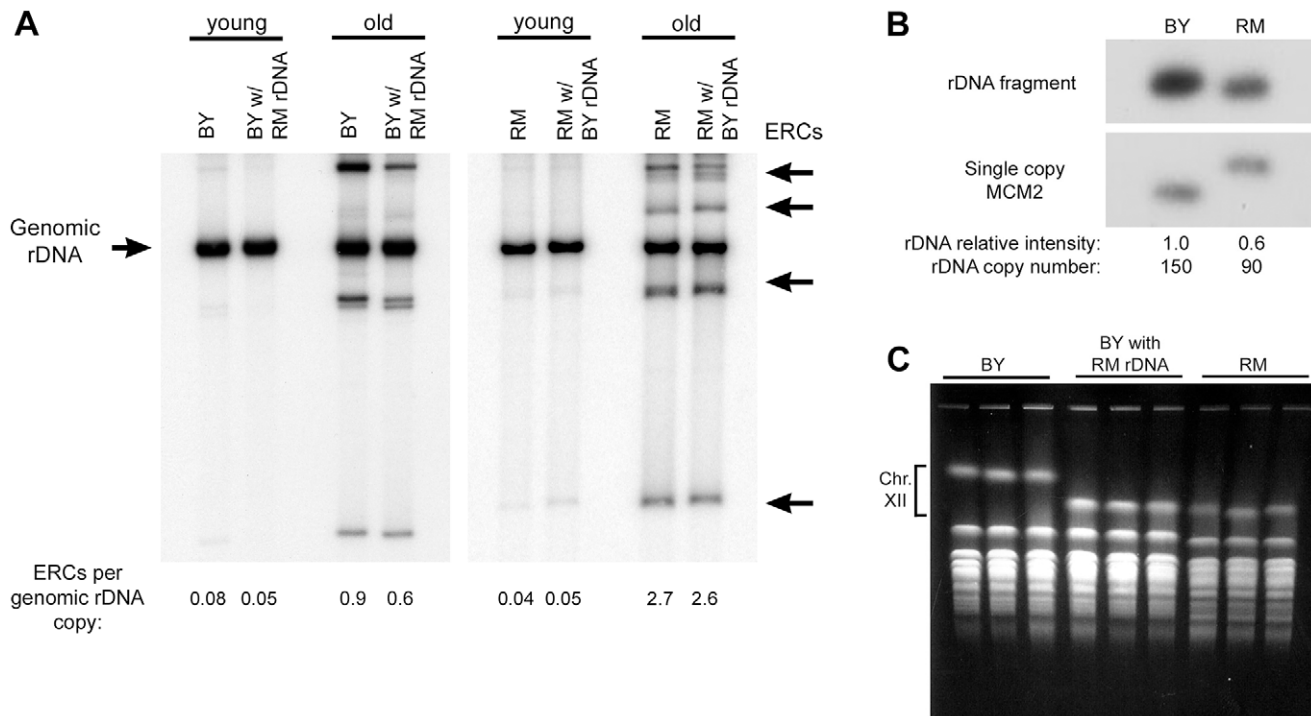 A
young
old
young
old
BY
BY w/
RM rDNA
BY
BY w/
RM rDNA
RM
RM w/
BY rDNA
RM
RM w/
BY rDNA
ERCs
Genomic
rDNA
ERCs per
genomic rDNA
copy:
0.08
0.05
0.9
0.6
0.04
0.05
2.7
2.6
B
BY
RM
rDNA fragment
Single copy
MCM2
rDNA relative intensity:
1.0
0.6
rDNA copy number:
150
90
C
BY
BY with
RM rDNA
RM
Chr.
XII